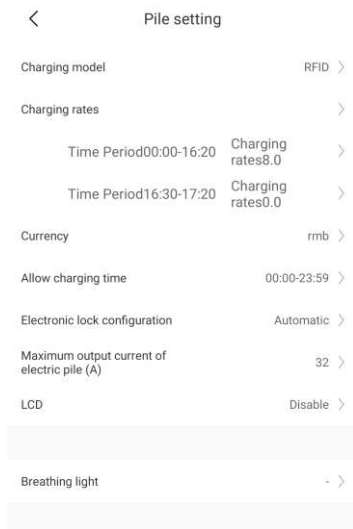 Pile setting
Charging model RFID
Charging rates
Time Period00:00-16:20 Charging
rates8.0
Time Period16:30-17:20 Charging
rates0.0
Currency rmb
Allow charging time 00:00-23:59
Electronic lock configuration Automatic
Maximum output current of
electric pile (A) 32
LCD Disable
Breathing light -